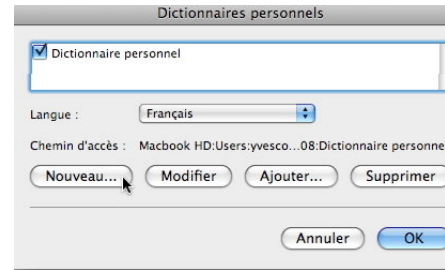 Dictionnaires personnels
Dictionnaire personnel
Langue : Français
Chemin d'accès : Macbook HD:Users:yvesco...08:Dictionnaire personne
Nouveau... Modifier Ajouter... Supprimer
Annuler OK